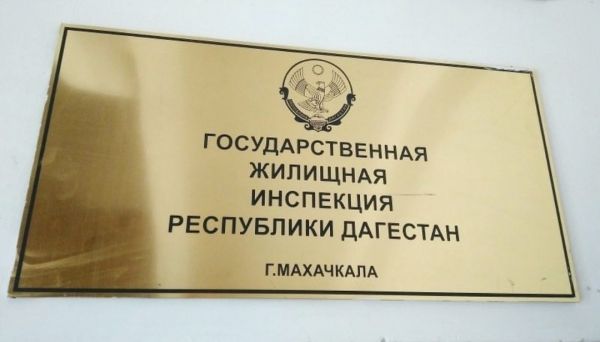 ГОСУДАРСТВЕННАЯ
ЖИЛИЩНАЯ
ИНСПЕКЦИЯ
РЕСПУБЛИКИ ДАГЕСТАН
Г.МАХАЧКАЛА